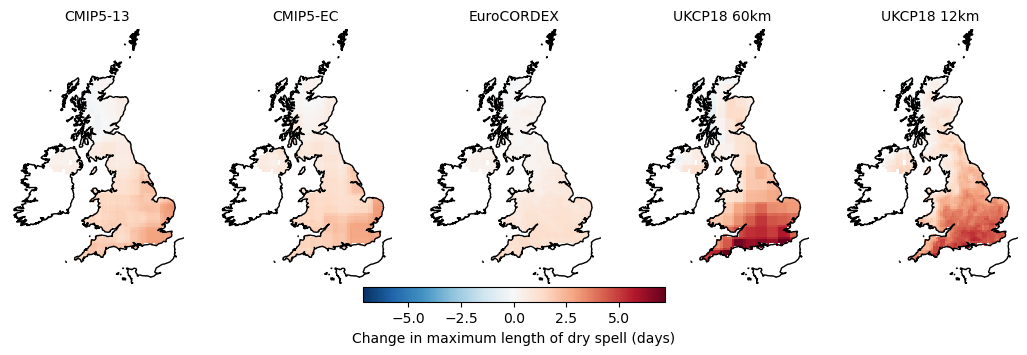 CMIP5-13 CMIP5-EC EuroCORDEX UKCP18 60km UKCP18 12km
−5.0 −2.5 0.0 2.5 5.0
Change in maximum length of dry spell (days)